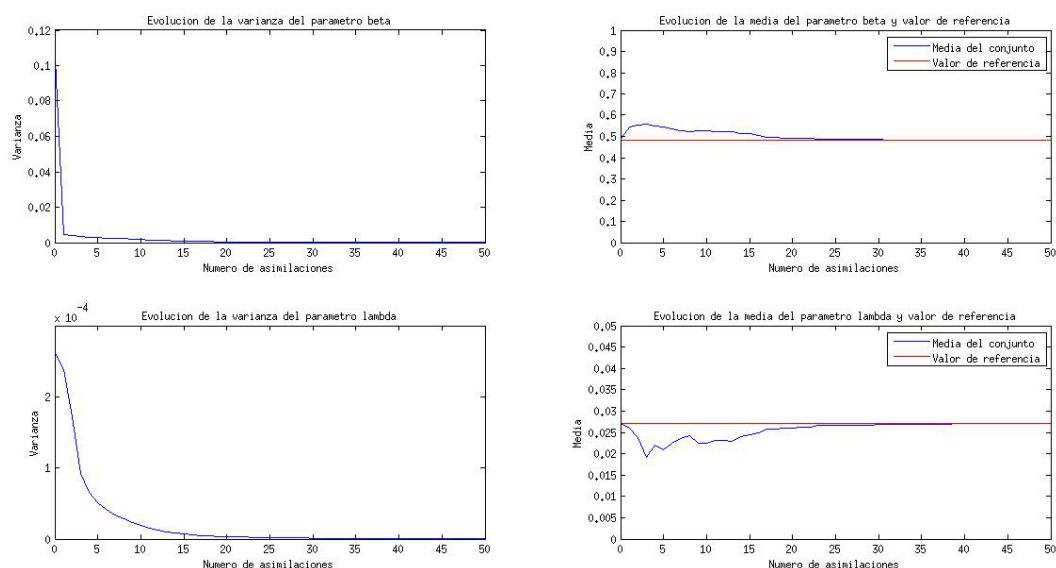 Evolucion de la varianza del parametro beta
0.12
0.1
0.08
0.06
0.04
0.02
0
Varianza
0 5 10 15 20 25 30 35 40 45 50
Numero de asimilaciones
Evolucion de la media del parametro beta y valor de referencia
1
0.9
0.8
0.7
0.6
0.5
0.4
0.3
0.2
0.1
0
Media
Media del conjunto
Valor de referencia
0 5 10 15 20 25 30 35 40 45 50
Numero de asimilaciones
Evolucion de la varianza del parametro lambda
x 10^-4
2
1
0
Varianza
0 5 10 15 20 25 30 35 40 45 50
Numero de asimilaciones
Evolucion de la media del parametro lambda y valor de referencia
0.05
0.045
0.04
0.035
0.03
0.025
0.02
0.015
0.01
0.005
0
Media
Media del conjunto
Valor de referencia
0 5 10 15 20 25 30 35 40 45 50
Numero de asimilaciones